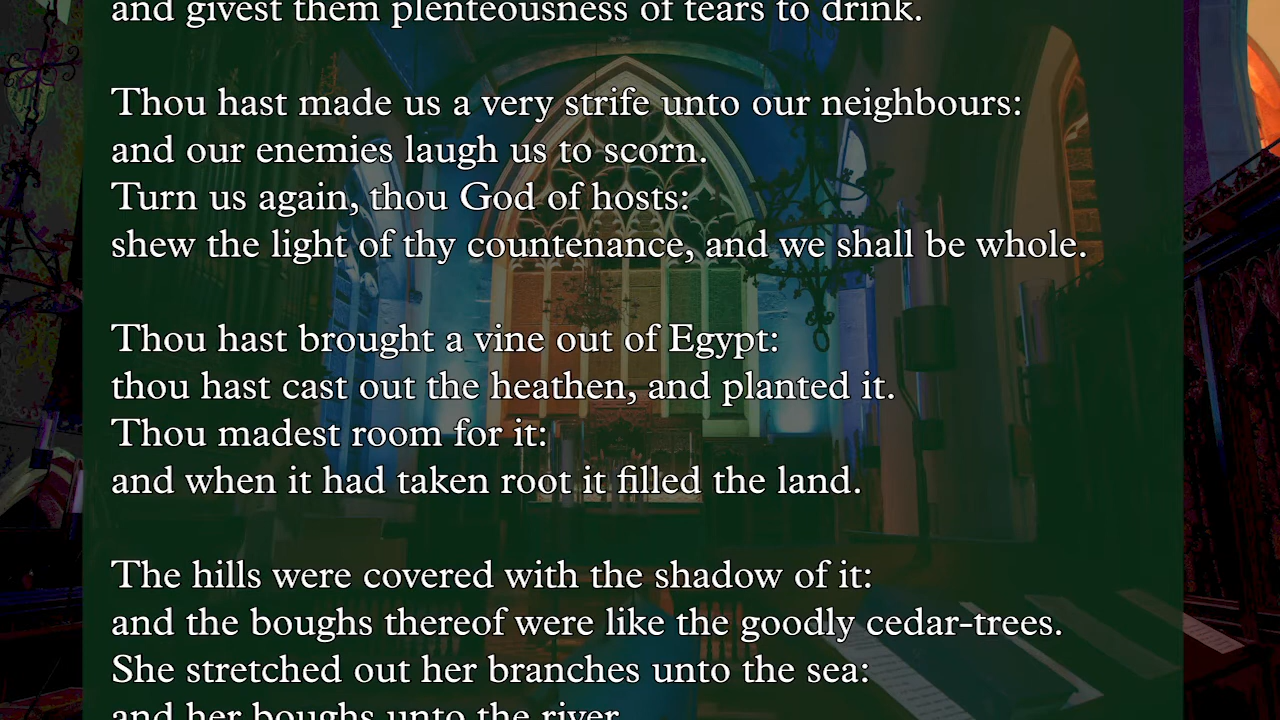 and givest them plenteousness of tears to drink.
Thou hast made us a very strife unto our neighbours:
and our enemies laugh us to scorn.
Turn us again, thou God of hosts:
shew the light of thy countenance, and we shall be whole.
Thou hast brought a vine out of Egypt:
thou hast cast out the heathen, and planted it.
Thou madest room for it:
and when it had taken root it filled the land.
The hills were covered with the shadow of it:
and the boughs thereof were like the goodly cedar-trees.
She stretched out her branches unto the sea:
and her boughs unto the river.